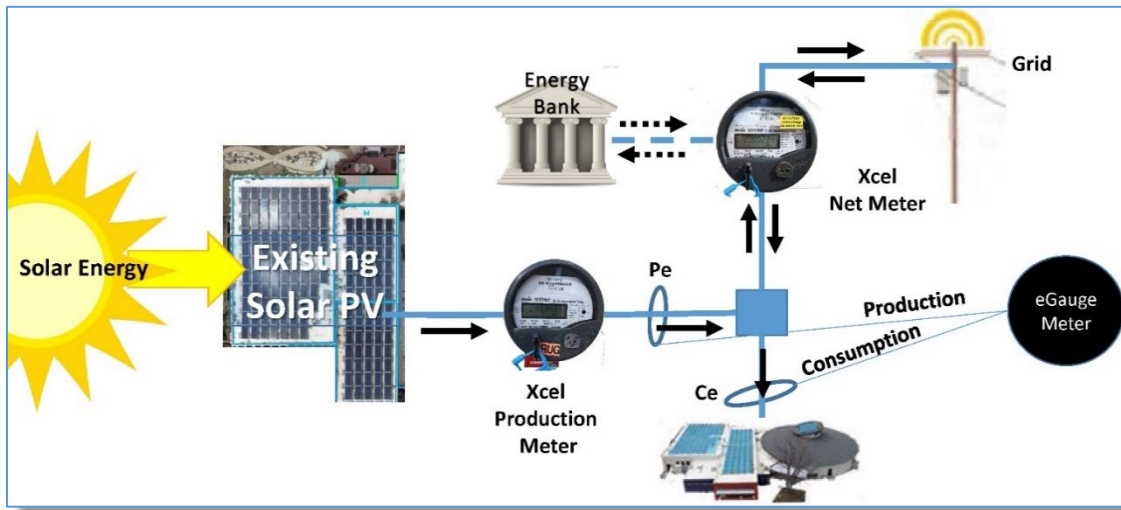 Energy
Bank
Grid
Xcel
Net Meter
Solar Energy
Existing
Solar PV
Pe
Production
Consumption
eGauge
Meter
Ce
Xcel
Production
Meter